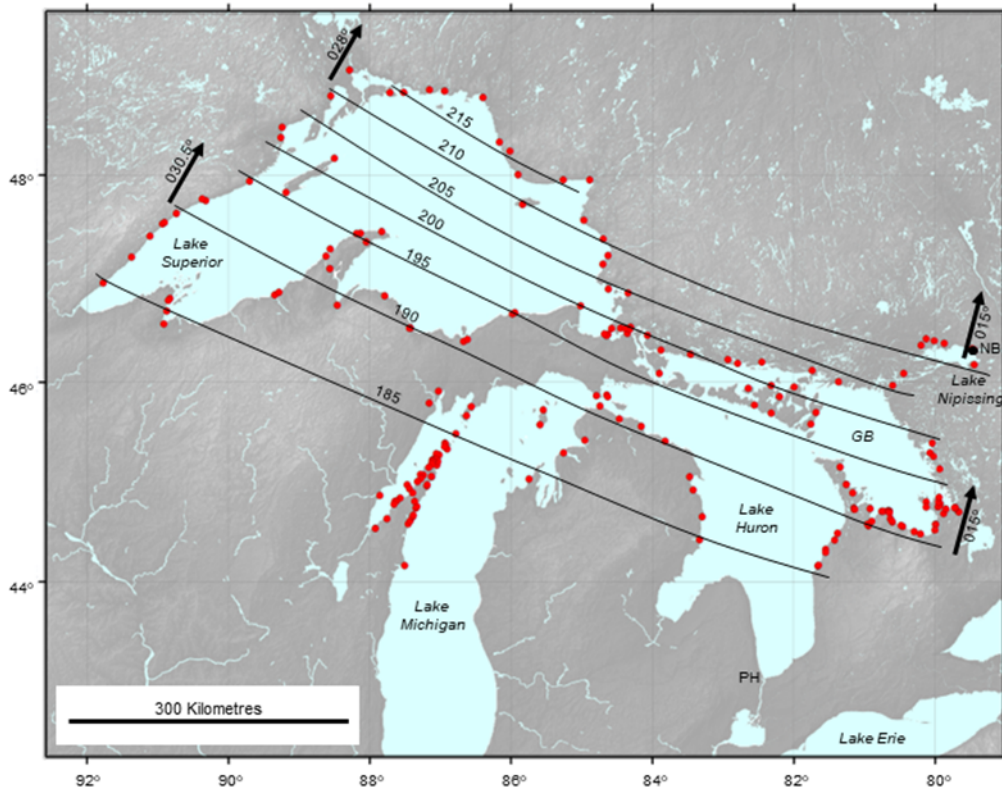 028°
030.5°
48°
215
210
205
200
195
190
185
Lake
Superior
015°
NB
46°
Lake
Nipissing
GB
Lake
Huron
015°
44°
Lake
Michigan
PH
300 Kilometres
Lake Erie
92°
90°
88°
86°
84°
82°
80°